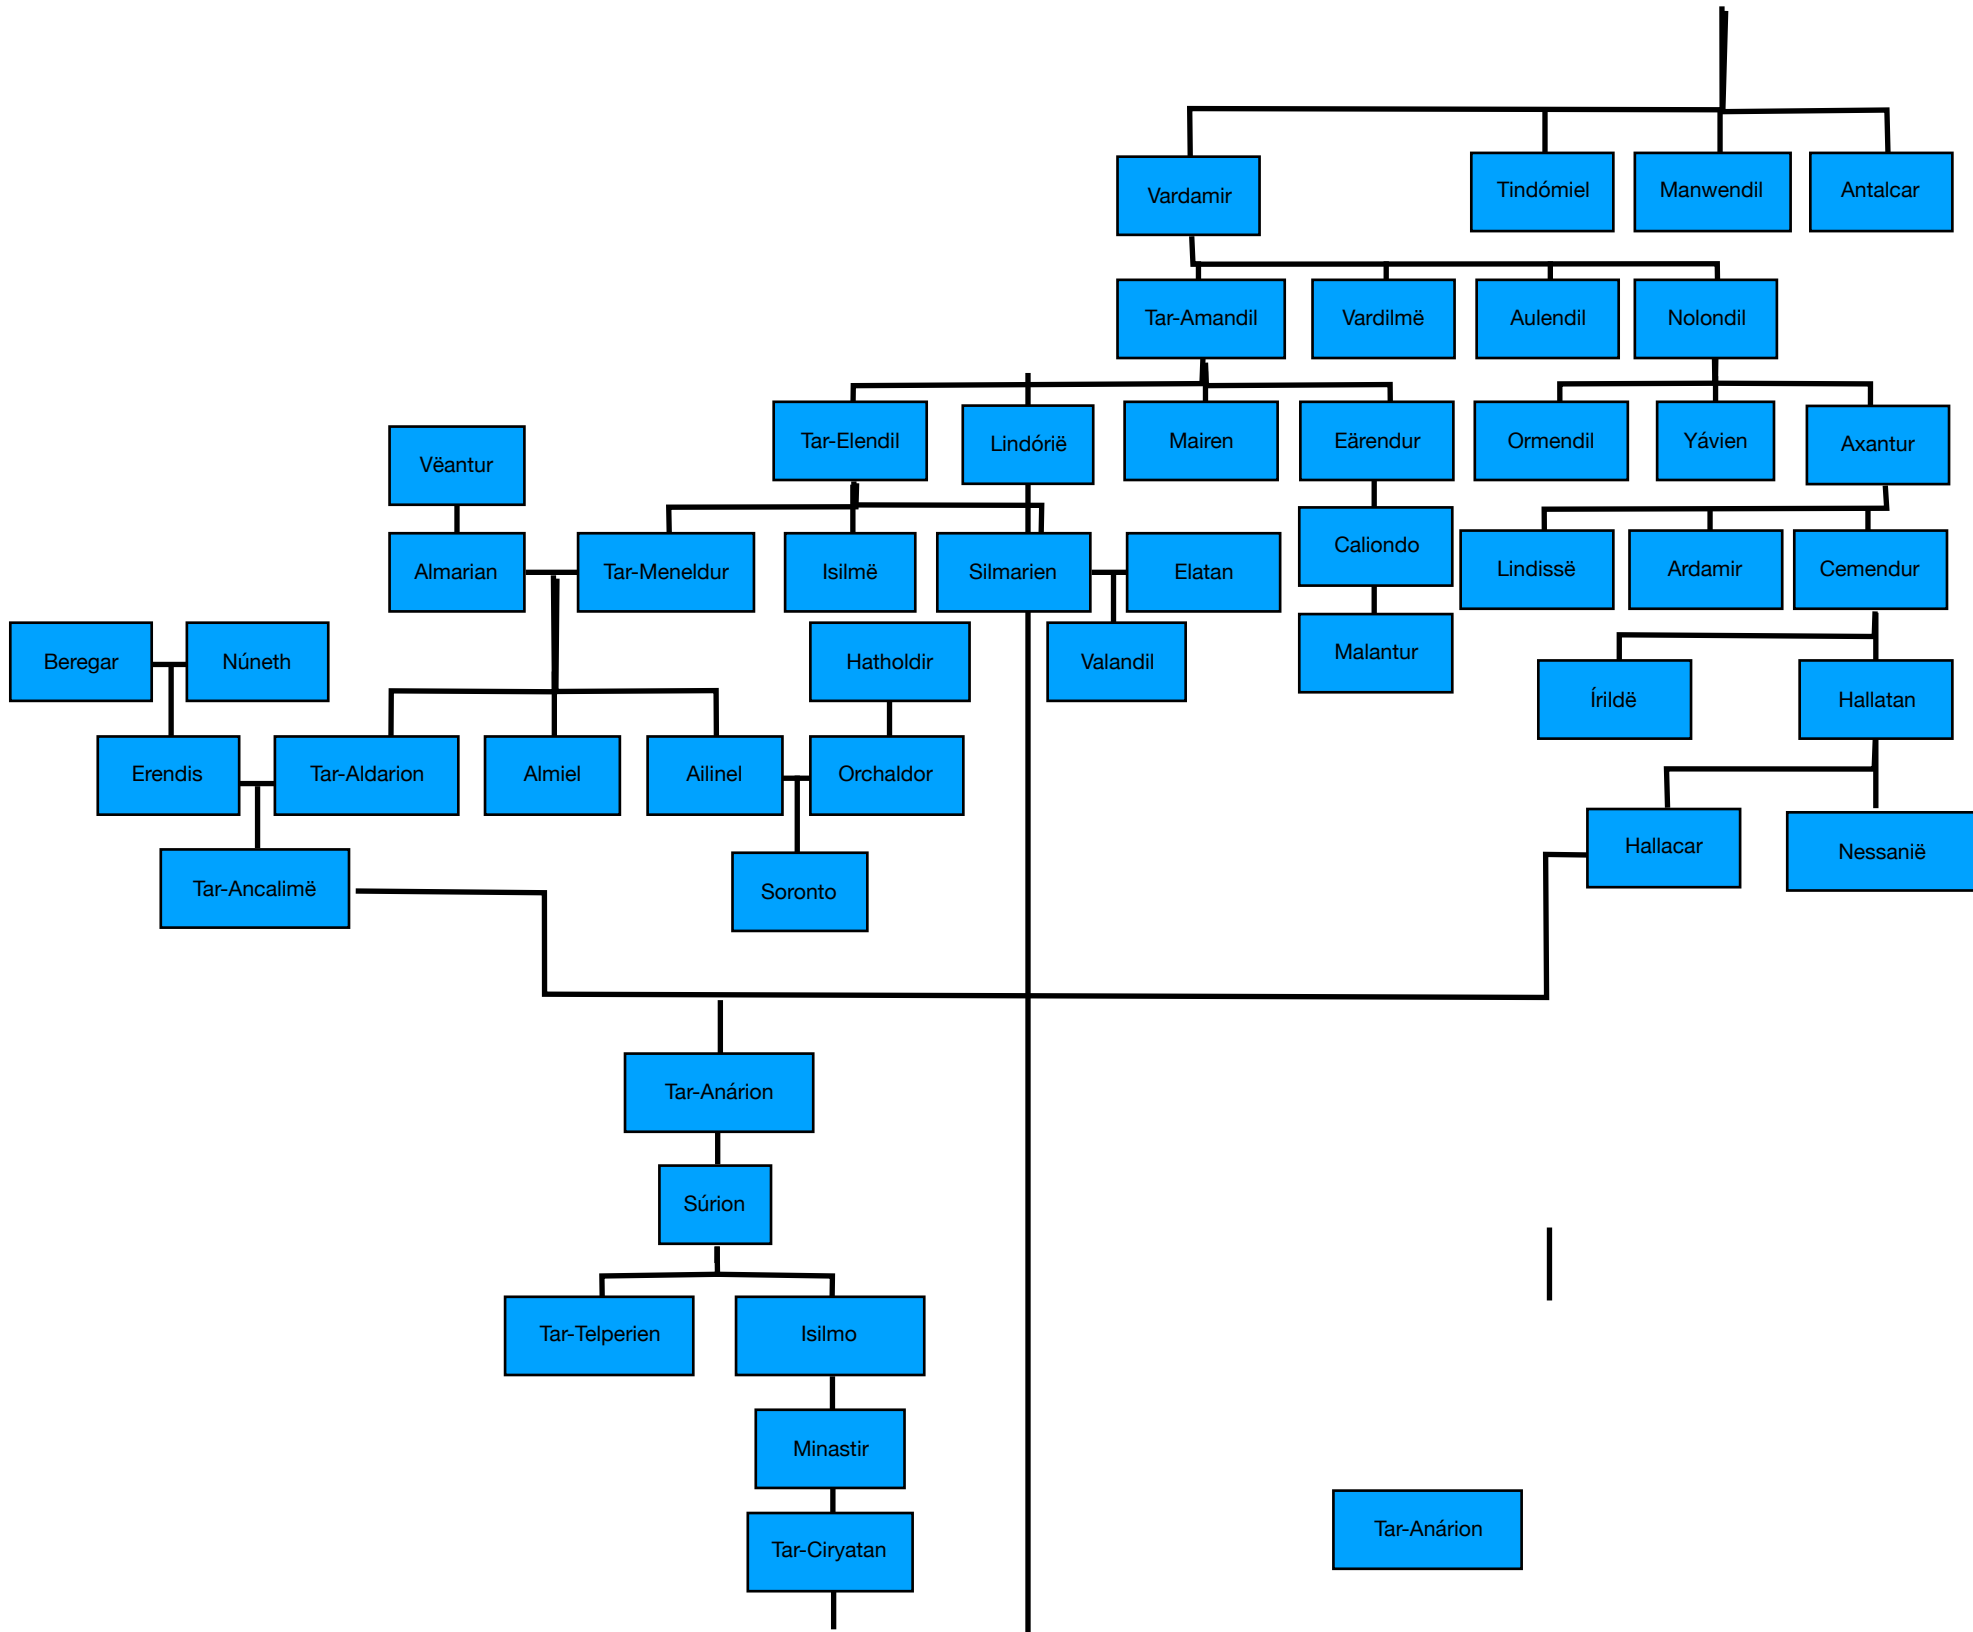 Vardamir
Tindómiel
Manwendil
Antalcar
Tar-Amandil
Vardilmë
Aulendil
Nolondil
Tar-Elendil
Lindórië
Mairen
Eärendur
Ormendil
Yávien
Axantur
Vëantur
Almarian
Tar-Meneldur
Isilmë
Silmarien
Elatan
Caliondo
Lindissë
Ardamir
Cemendur
Beregar
Núneth
Hatholdir
Valandil
Malantur
Írildë
Hallatan
Erendis
Tar-Aldarion
Almiel
Ailinel
Orchaldor
Hallacar
Nessanië
Tar-Ancalimë
Soronto
Tar-Anárion
Súrion
Tar-Telperien
Isilmo
Minastir
Tar-Anárion
Tar-Ciryatan